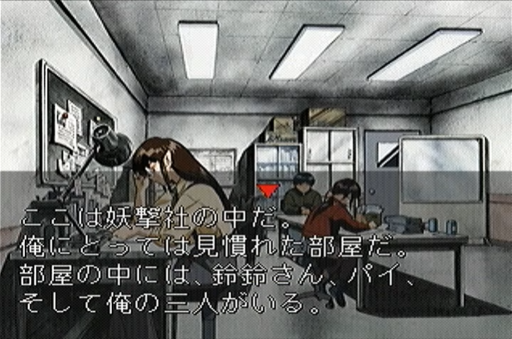 ここは妖撃社の中だ。
俺にとっては見慣れた部屋だ。
部屋の中には、鈴鈴さん、パイ、
そして俺の三人がいる。